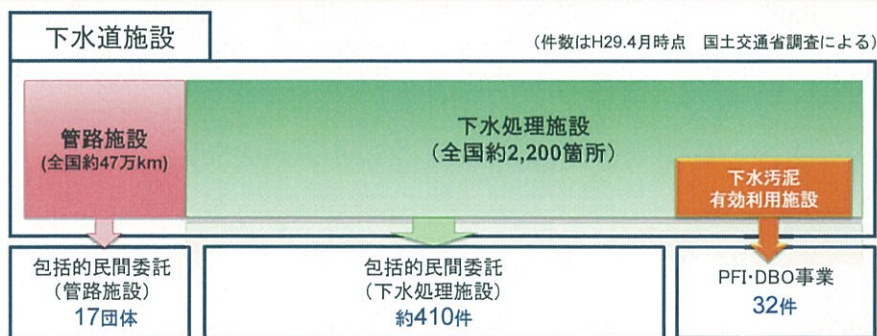 下水道施設
(件数はH29.4月時点　国土交通省調査による)
管路施設
(全国約47万km)
下水処理施設
(全国約2,200箇所)
下水汚泥
有効利用施設
包括的民間委託
(管路施設)
17団体
包括的民間委託
(下水処理施設)
約410件
PFI・DBO事業
32件